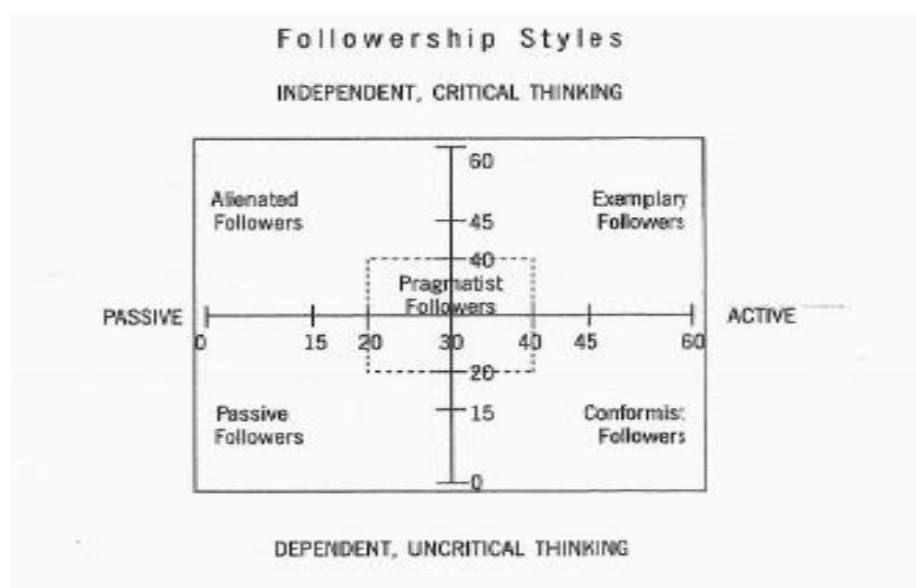 Followership Styles
INDEPENDENT, CRITICAL THINKING
60
Alienated
Followers
Exemplary
Followers
45
40
Pragmatist
Followers
PASSIVE
ACTIVE
0 15 20 30 40 45 60
20
15
Passive
Followers
Conformist
Followers
0
DEPENDENT, UNCRITICAL THINKING